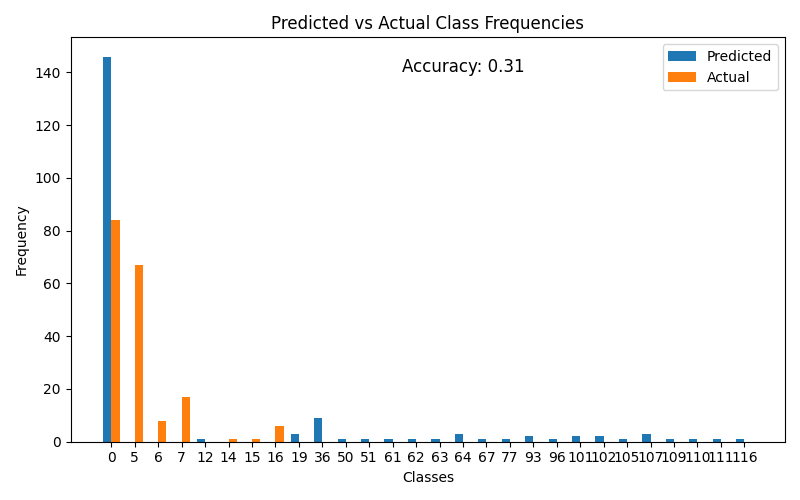 Predicted vs Actual Class Frequencies
Accuracy: 0.31
Predicted
Actual
Frequency
140
120
100
80
60
40
20
0
0 5 6 7 12 14 15 16 19 36 50 51 61 62 63 64 67 77 93 96 101 102 105 107 109 110 111 116
Classes